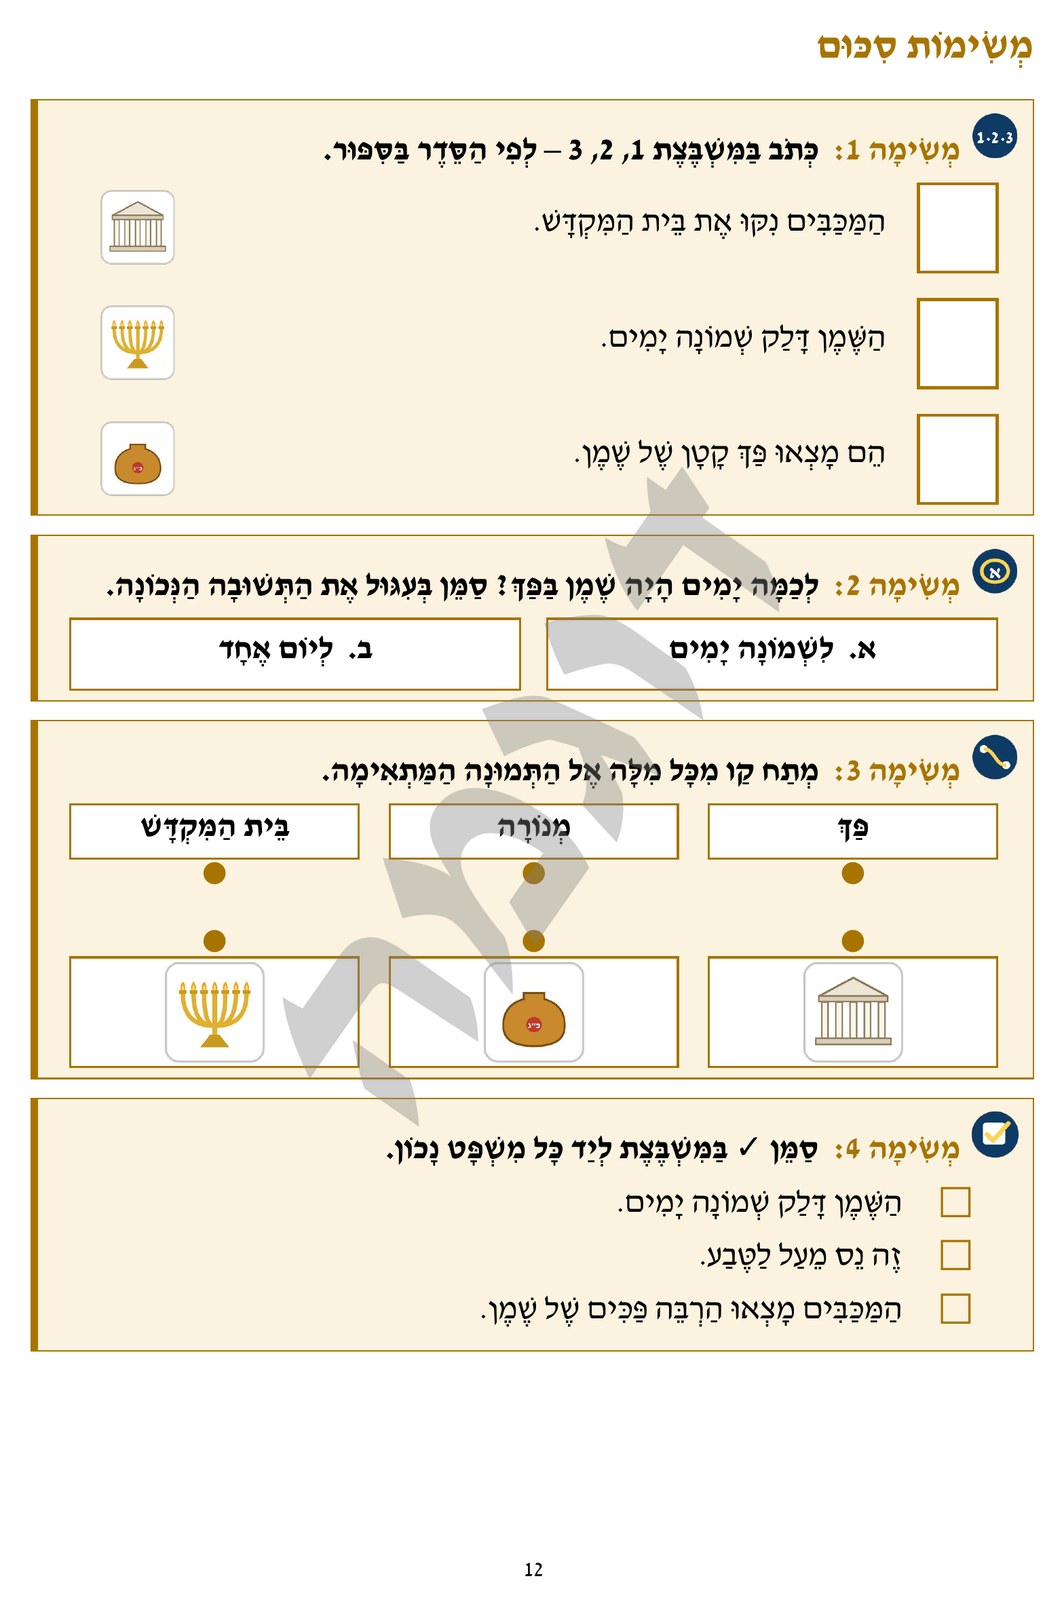 מְשִׂימוֹת סִכּוּם
1·2·3
מְשִׂימָה 1: כְּתֹב בַּמִּשְׁבֶּצֶת 1, 2, 3 – לְפִי הַסֵּדֶר בַּסִּפּוּר.
הַמַּכַּבִּים נִקּוּ אֶת בֵּית הַמִּקְדָּשׁ.
הַשֶּׁמֶן דָּלַק שְׁמוֹנָה יָמִים.
הֵם מָצְאוּ פַּךְ קָטָן שֶׁל שֶׁמֶן.
א
מְשִׂימָה 2: לְכַמָּה יָמִים הָיָה שֶׁמֶן בַּפַּךְ? סַמֵּן בְּעִגּוּל אֶת הַתְּשׁוּבָה הַנְּכוֹנָה.
א. לִשְׁמוֹנָה יָמִים
ב. לְיוֹם אֶחָד
מְשִׂימָה 3: מְתַח קַו מִכָּל מִלָּה אֶל הַתְּמוּנָה הַמַּתְאִימָה.
פַּךְ
מְנוֹרָה
בֵּית הַמִּקְדָּשׁ
מְשִׂימָה 4: סַמֵּן ✓ בַּמִּשְׁבֶּצֶת לְיַד כָּל מִשְׁפָּט נָכוֹן.
הַשֶּׁמֶן דָּלַק שְׁמוֹנָה יָמִים.
זֶה נֵס מֵעַל לַטֶּבַע.
הַמַּכַּבִּים מָצְאוּ הַרְבֵּה פַּכִּים שֶׁל שֶׁמֶן.
דוגמה
12